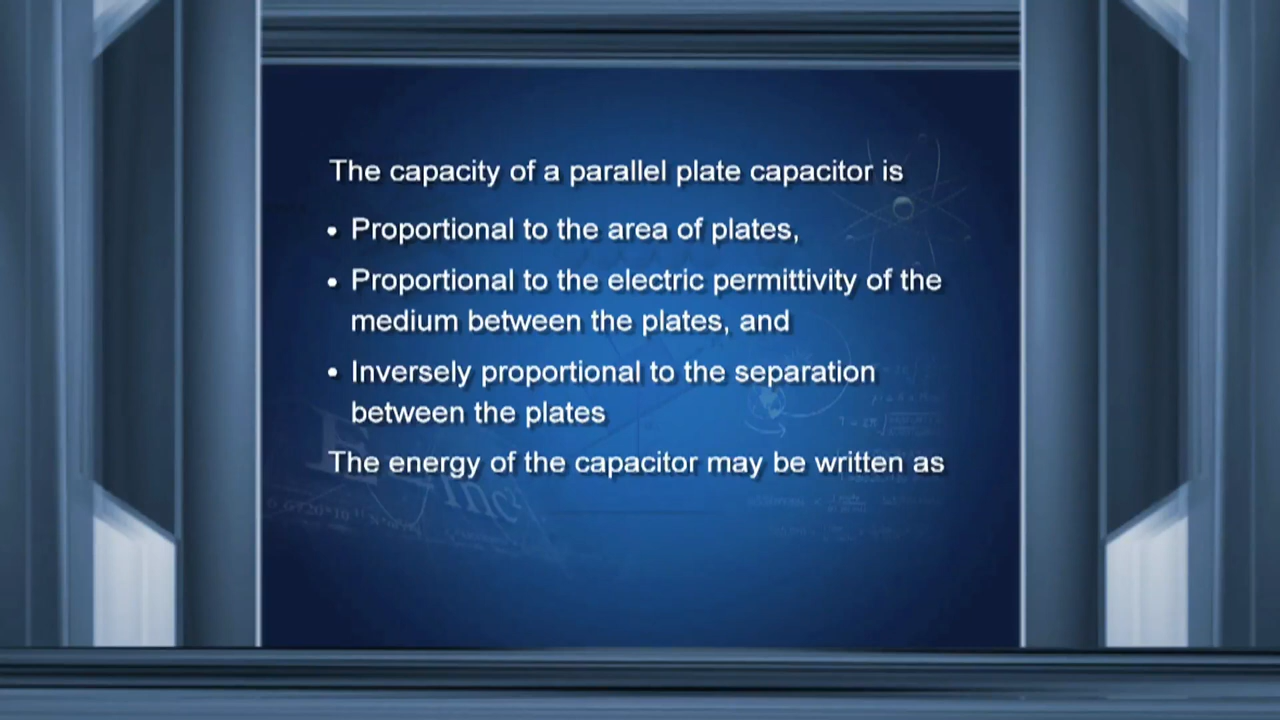 The capacity of a parallel plate capacitor is
• Proportional to the area of plates,
• Proportional to the electric permittivity of the
medium between the plates, and
• Inversely proportional to the separation
between the plates
The energy of the capacitor may be written as
E
mc²